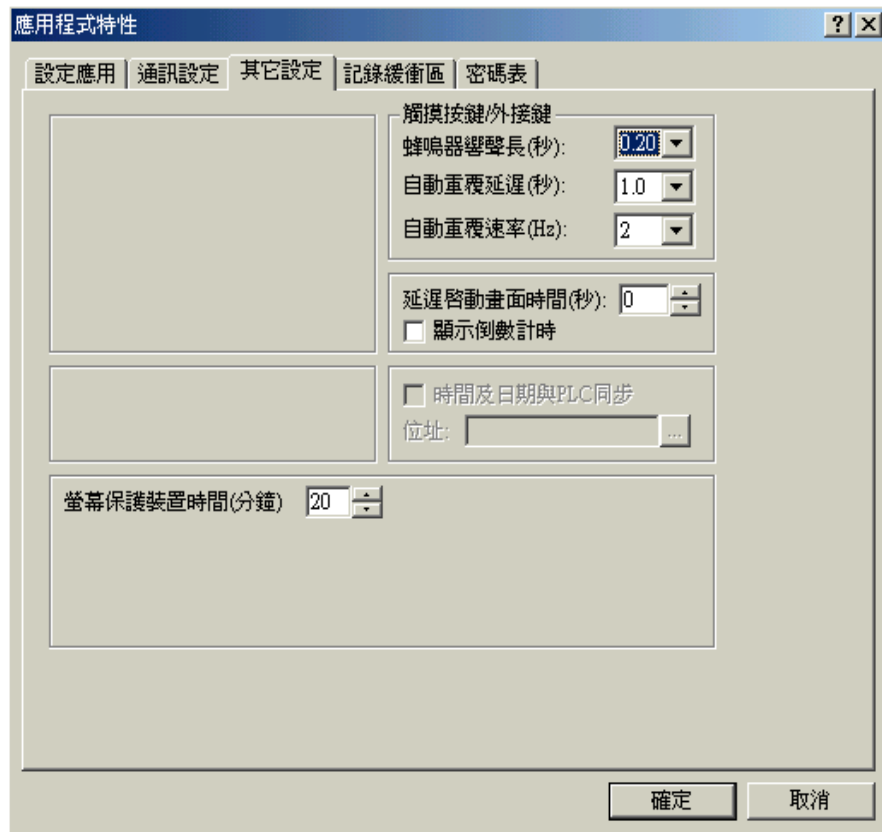 應用程式特性
設定應用 通訊設定 其它設定 記錄緩衝區 密碼表
觸摸按鍵/外接鍵
蜂鳴器響聲長(秒): 0.20
自動重覆延遲(秒): 1.0
自動重覆速率(Hz): 2
延遲啓動畫面時間(秒): 0
顯示倒數計時
時間及日期與PLC同步
位址: ...
螢幕保護裝置時間(分鐘) 20
確定 取消